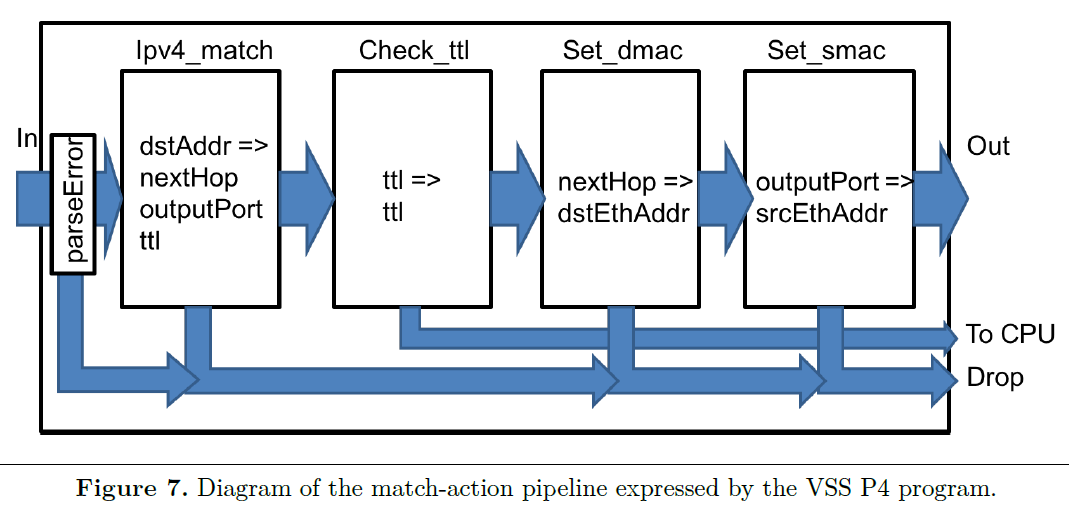 Ipv4_match
Check_ttl
Set_dmac
Set_smac
In
parseError
dstAddr =>
nextHop
outputPort
ttl
ttl =>
ttl
nextHop =>
dstEthAddr
outputPort =>
srcEthAddr
Out
To CPU
Drop
Figure 7. Diagram of the match-action pipeline expressed by the VSS P4 program.